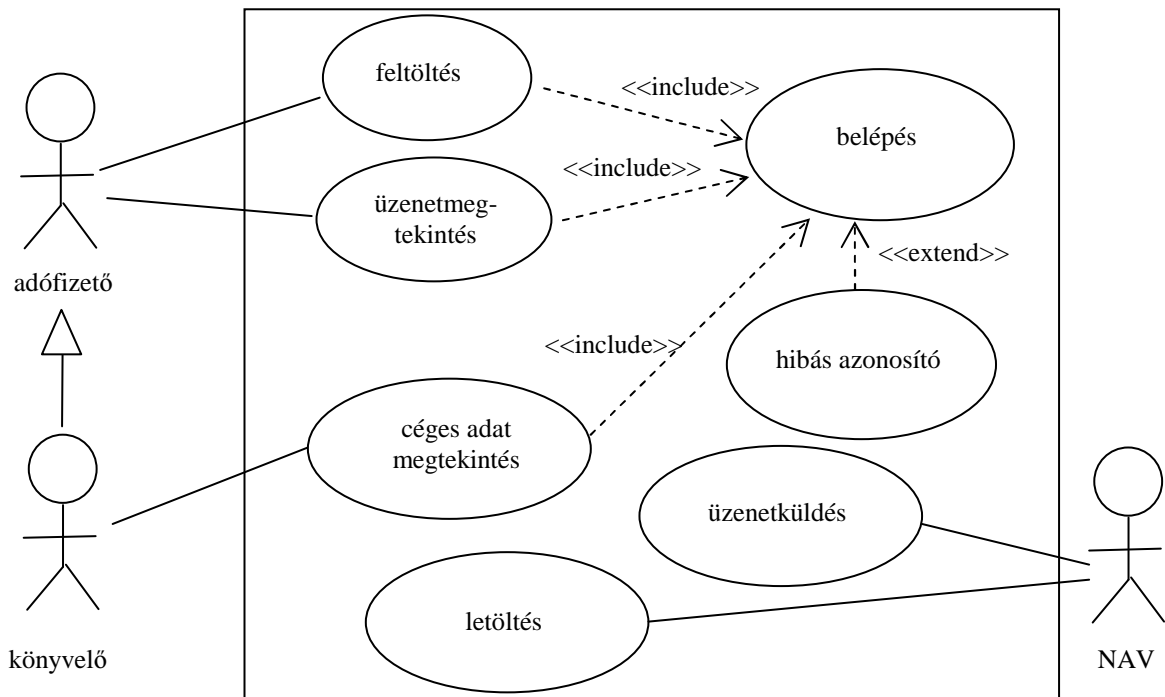 feltöltés
<<include>>
belépés
<<include>>
üzenetmeg-
tekintés
<<extend>>
adófizető
<<include>>
hibás azonosító
céges adat
megtekintés
üzenetküldés
letöltés
könyvelő
NAV